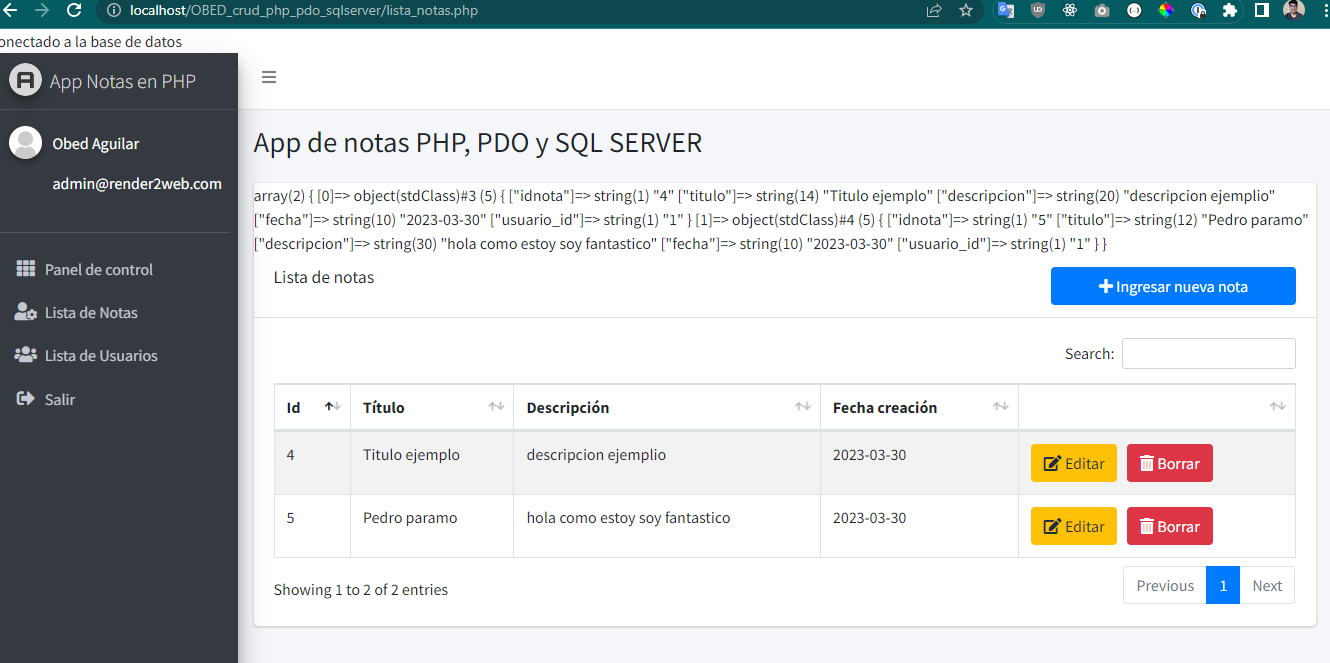 localhost/OBED_crud_php_pdo_sqlserver/lista_notas.php
onectado a la base de datos
App Notas en PHP
Obed Aguilar
admin@render2web.com
Panel de control
Lista de Notas
Lista de Usuarios
Salir
App de notas PHP, PDO y SQL SERVER
array(2) { [0]=> object(stdClass)#3 (5) { ["idnota"]=> string(1) "4" ["titulo"]=> string(14) "Titulo ejemplo" ["descripcion"]=> string(20) "descripcion ejemplio"
["fecha"]=> string(10) "2023-03-30" ["usuario_id"]=> string(1) "1" } [1]=> object(stdClass)#4 (5) { ["idnota"]=> string(1) "5" ["titulo"]=> string(12) "Pedro paramo"
["descripcion"]=> string(30) "hola como estoy soy fantastico" ["fecha"]=> string(10) "2023-03-30" ["usuario_id"]=> string(1) "1" } }
Lista de notas
Ingresar nueva nota
Search:
Id Título Descripción Fecha creación
4 Titulo ejemplo descripcion ejemplio 2023-03-30 Editar Borrar
5 Pedro paramo hola como estoy soy fantastico 2023-03-30 Editar Borrar
Showing 1 to 2 of 2 entries
Previous 1 Next